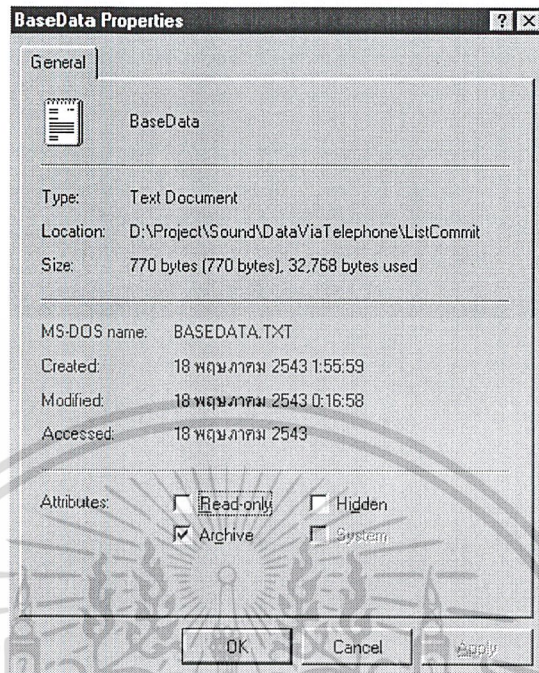 BaseData Properties
General
BaseData
Type: Text Document
Location: D:\Project\Sound\DataViaTelephone\ListCommit
Size: 770 bytes (770 bytes), 32,768 bytes used
MS-DOS name: BASEDATA.TXT
Created: 18 พฤษภาคม 2543 1:55:59
Modified: 18 พฤษภาคม 2543 0:16:58
Accessed: 18 พฤษภาคม 2543
Attributes: Read-only Hidden
Archive System
OK Cancel Apply